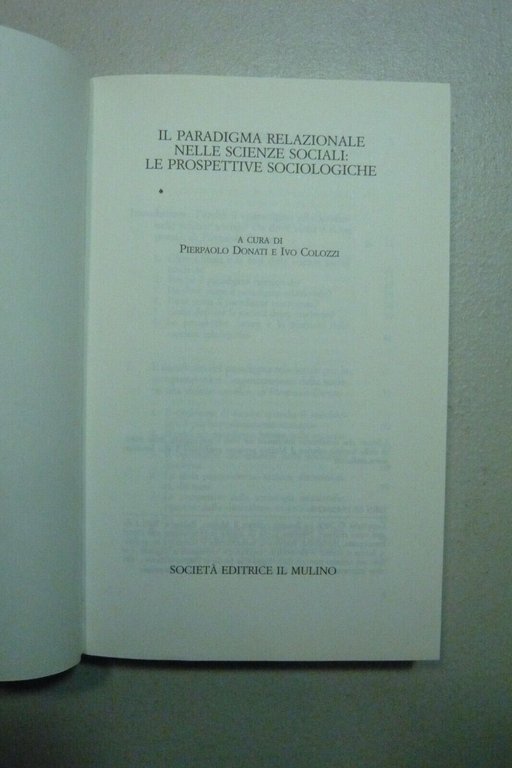 IL PARADIGMA RELAZIONALE
NELLE SCIENZE SOCIALI:
LE PROSPETTIVE SOCIOLOGICHE
A CURA DI
PIERPAOLO DONATI E IVO COLOZZI
SOCIETÀ EDITRICE IL MULINO